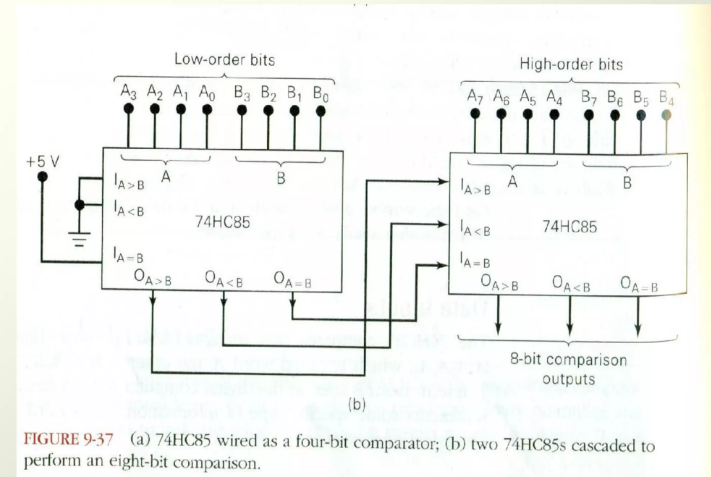 Low-order bits
High-order bits
A3 A2 A1 A0 B3 B2 B1 B0
A7 A6 A5 A4 B7 B6 B5 B4
+5 V
IA>B
A
B
IA<B
74HC85
IA=B
OA>B OA<B OA=B
IA>B
A
B
IA<B
74HC85
IA=B
OA>B OA<B OA=B
8-bit comparison
outputs
(b)
FIGURE 9-37 (a) 74HC85 wired as a four-bit comparator; (b) two 74HC85s cascaded to
perform an eight-bit comparison.